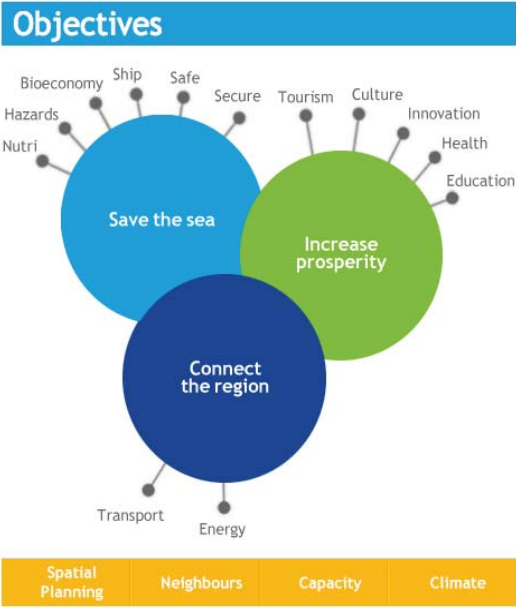 Objectives
Ship
Safe
Bioeconomy
Secure
Hazards
Nutri
Tourism
Culture
Innovation
Health
Education
Save the sea
Increase
prosperity
Connect
the region
Transport
Energy
Spatial
Planning
Neighbours
Capacity
Climate